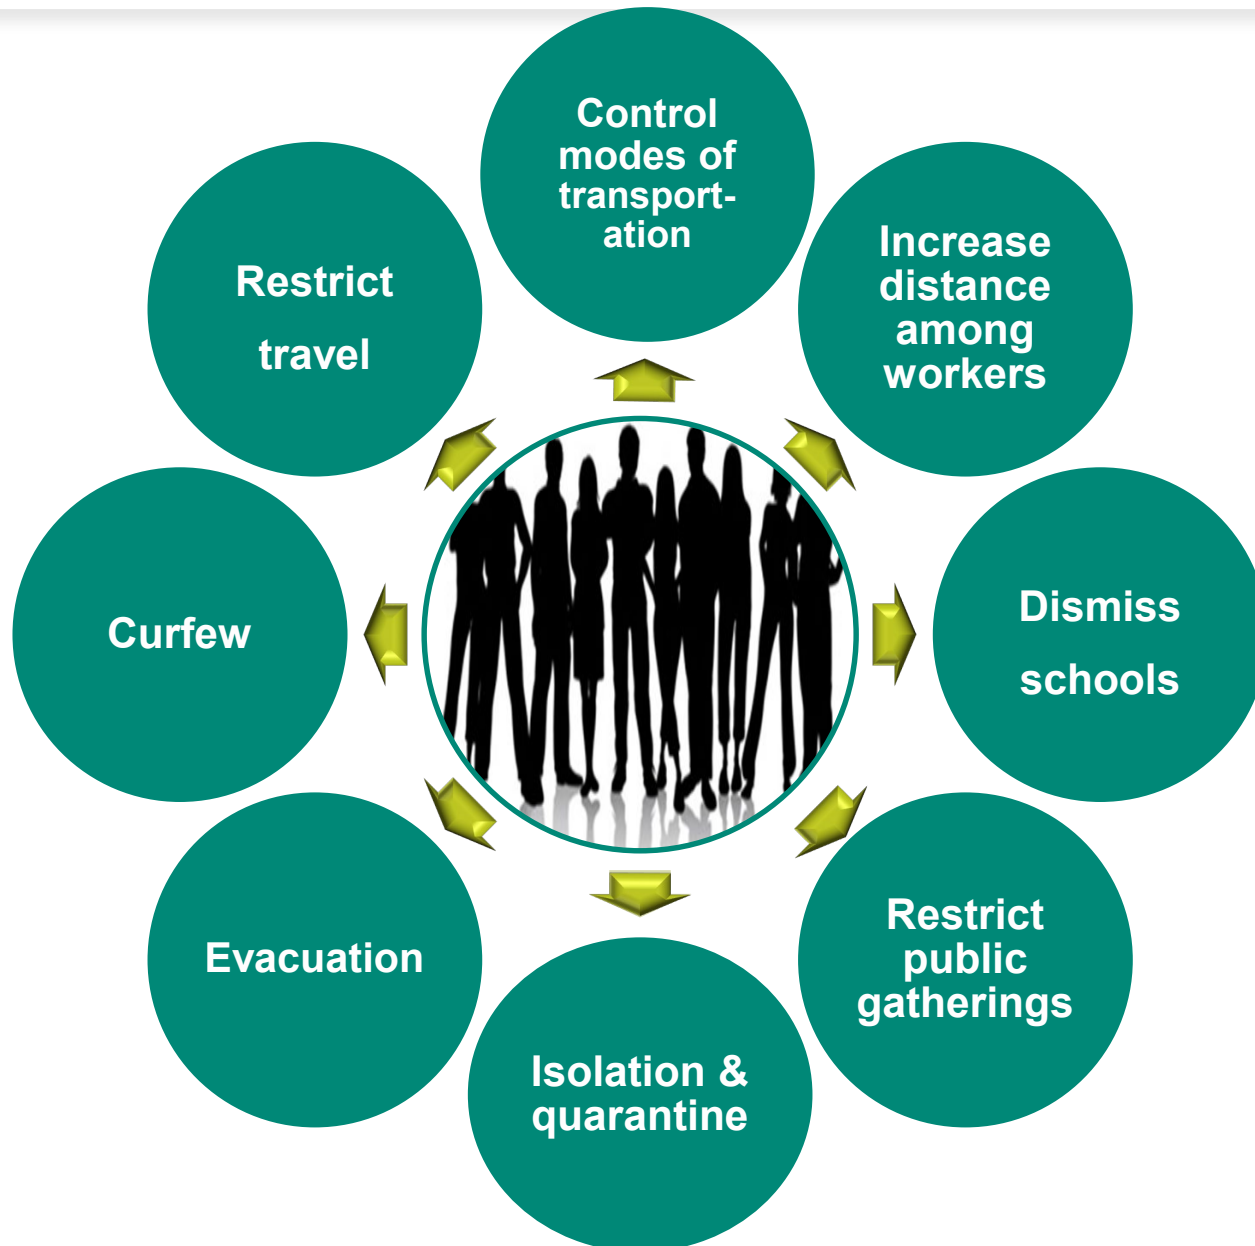 Control
modes of
transport-
ation
Increase
distance
among
workers
Dismiss
schools
Restrict
public
gatherings
Isolation &
quarantine
Evacuation
Curfew
Restrict
travel